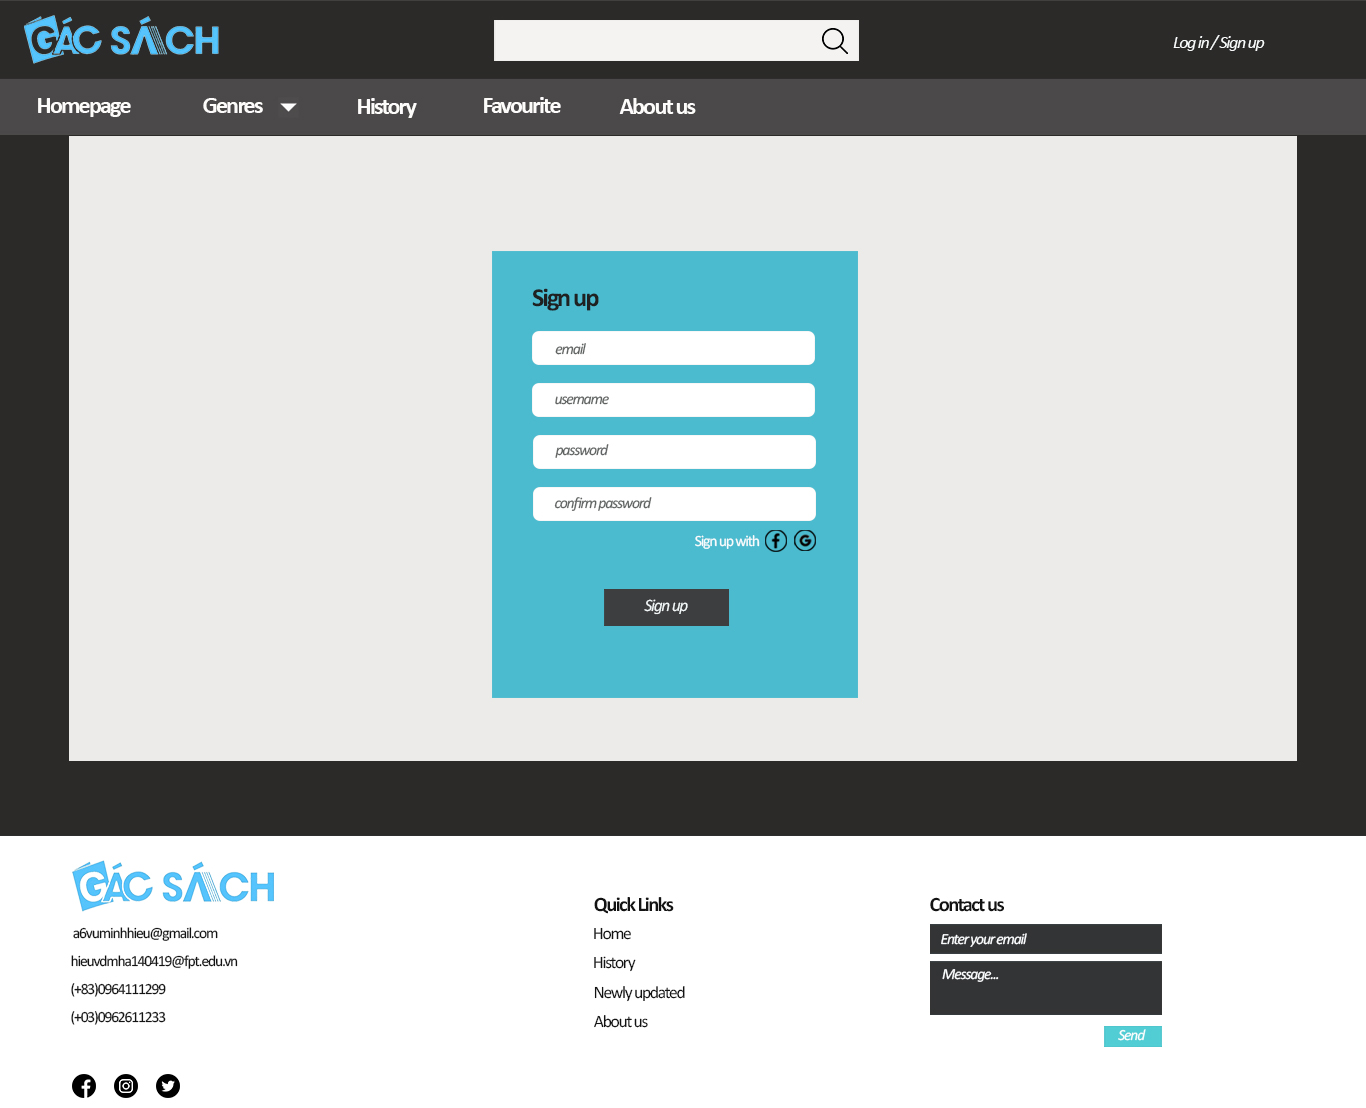 GÁC SÁCH
Log in / Sign up
Homepage Genres History Favourite About us
Sign up
email
username
password
confirm password
Sign up with f G
Sign up
GÁC SÁCH
a6vuminhhieu@gmail.com
hieuvdmha140419@fpt.edu.vn
(+83)0964111299
(+03)0962611233
Quick Links
Home
History
Newly updated
About us
Contact us
Enter your email
Message...
Send